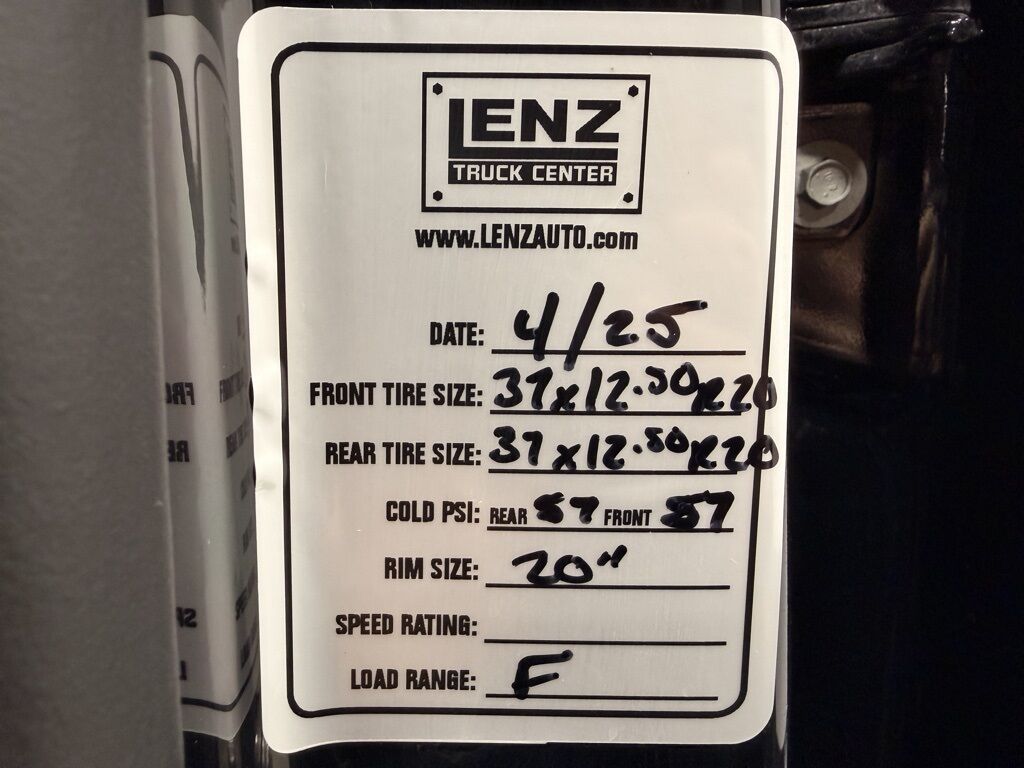 LENZ
TRUCK CENTER
www.LENZAUTO.com
DATE: 4/25
FRONT TIRE SIZE: 37x12.50R20
REAR TIRE SIZE: 37x12.50R20
COLD PSI: REAR 57 FRONT 57
RIM SIZE: 20"
SPEED RATING:
LOAD RANGE: F